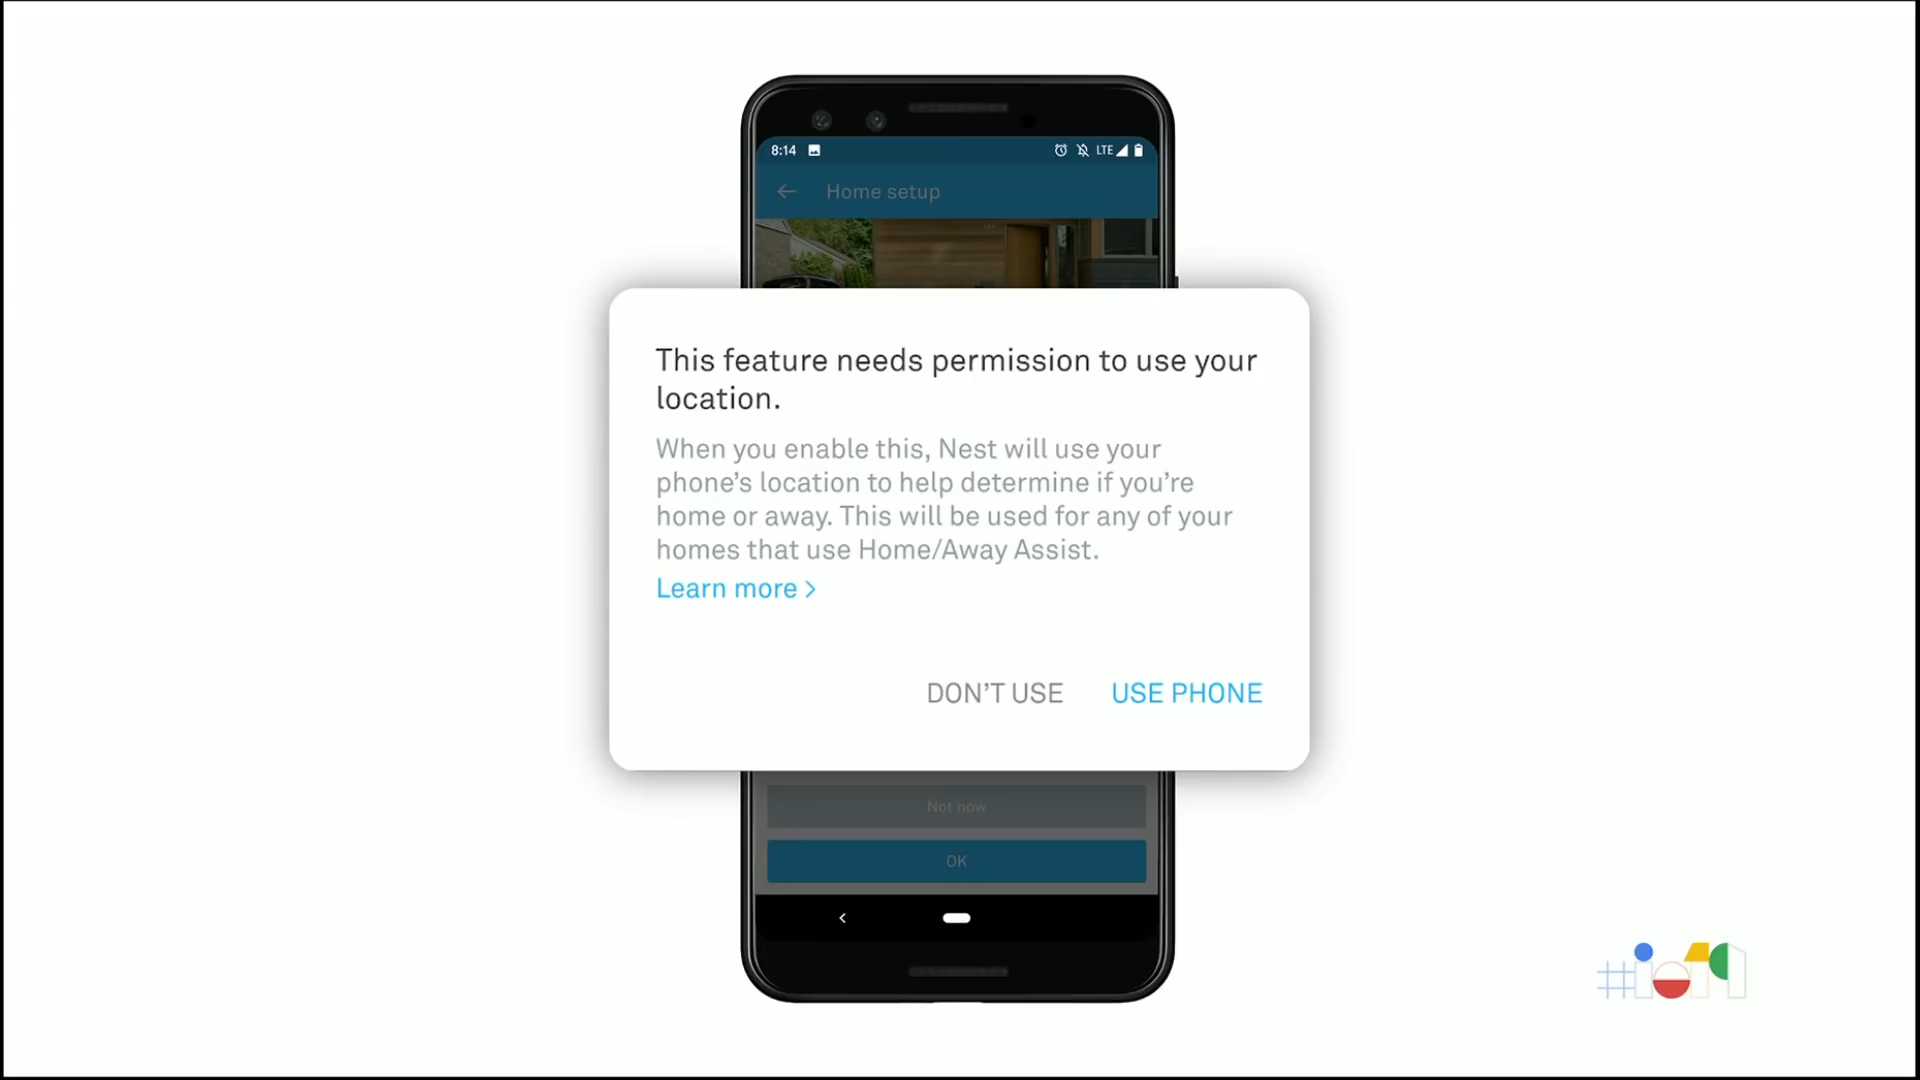 8:14
LTE
Home setup
This feature needs permission to use your
location.
When you enable this, Nest will use your
phone's location to help determine if you're
home or away. This will be used for any of your
homes that use Home/Away Assist.
Learn more >
DON'T USE
USE PHONE
Not now
OK
#io19